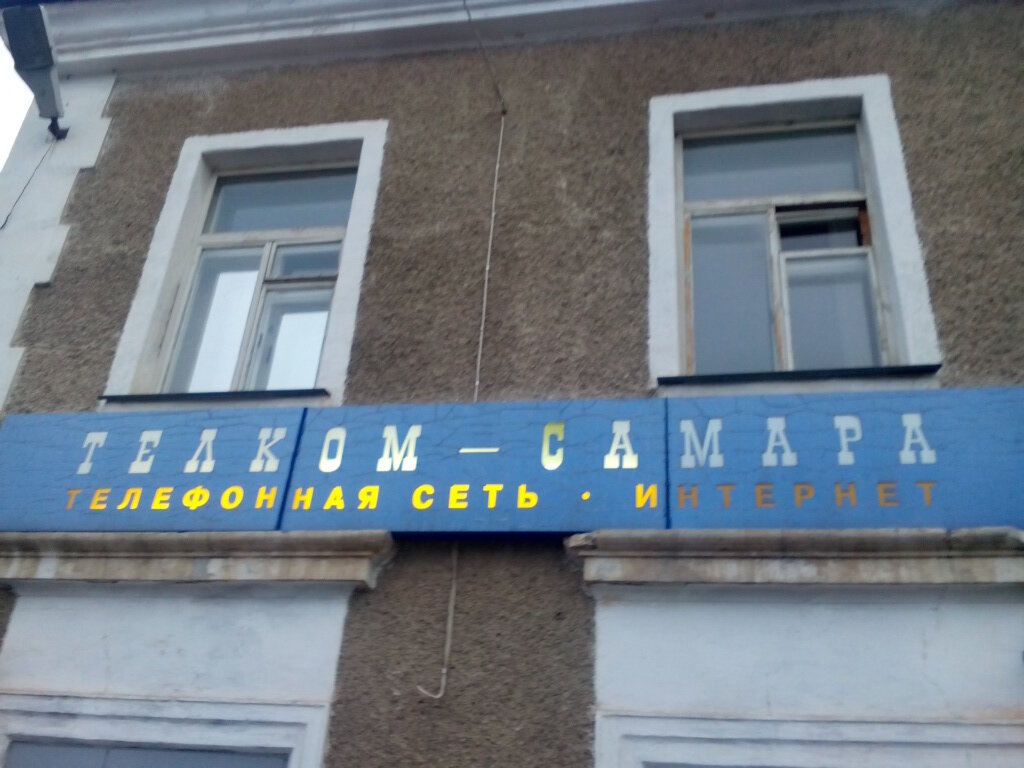 ТЕЛКОМ — САМАРА
ТЕЛЕФОННАЯ СЕТЬ · ИНТЕРНЕТ